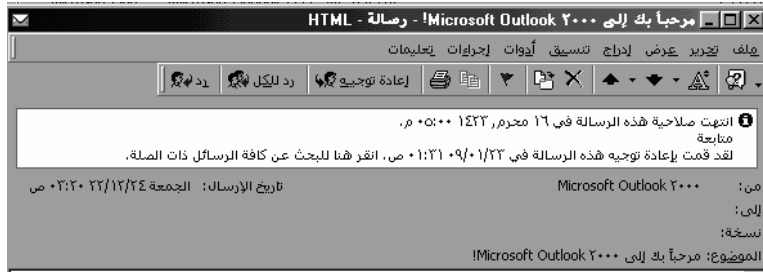 مرحباً بك إلى Microsoft Outlook ٢٠٠٠! - رسالة - HTML
ملف تحرير عرض إدراج تنسيق أدوات إجراءات تعليمات
رد رد للكل إعادة توجيه
انتهت صلاحية هذه الرسالة في ١٦ محرم, ١٤٢٣ ٠٥:٠٠ م.
متابعة
لقد قمت بإعادة توجيه هذه الرسالة في ٠٩/٠١/٢٣ ٠١:٣١ ص. انقر هنا للبحث عن كافة الرسائل ذات الصلة.
من: Microsoft Outlook ٢٠٠٠ تاريخ الإرسال: الجمعة ٢٢/١٢/٢٤ ٠٣:٢٠ ص
إلى:
نسخة:
الموضوع: مرحباً بك إلى Microsoft Outlook ٢٠٠٠!